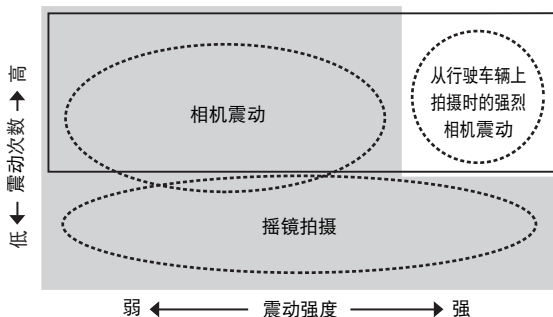 高
震动次数
低
相机震动
从行驶车辆上
拍摄时的强烈
相机震动
摇镜拍摄
弱
震动强度
强